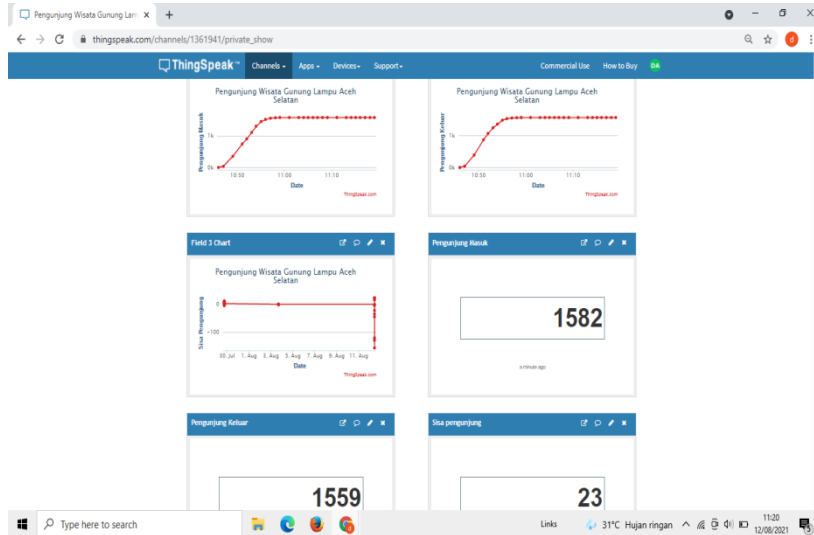 Pengunjung Wisata Gunung Lam
thingspeak.com/channels/1361941/private_show
ThingSpeak™ Channels Apps Devices Support Commercial Use How to Buy DA
Pengunjung Wisata Gunung Lampu Aceh
Selatan
Pengunjung Masuk
1k
0k
10:50 11:00 11:10
Date
ThingSpeak.com
Pengunjung Wisata Gunung Lampu Aceh
Selatan
Pengunjung Keluar
1k
0k
10:50 11:00 11:10
Date
ThingSpeak.com
Field 3 Chart
Pengunjung Wisata Gunung Lampu Aceh
Selatan
Sisa Pengunjung
0
-100
30. Jul 1. Aug 3. Aug 5. Aug 7. Aug 9. Aug 11. Aug
Date
ThingSpeak.com
Pengunjung Masuk
1582
a minute ago
Pengunjung Keluar
1559
Sisa pengunjung
23
Type here to search
Links 31°C Hujan ringan 11:20
12/08/2021